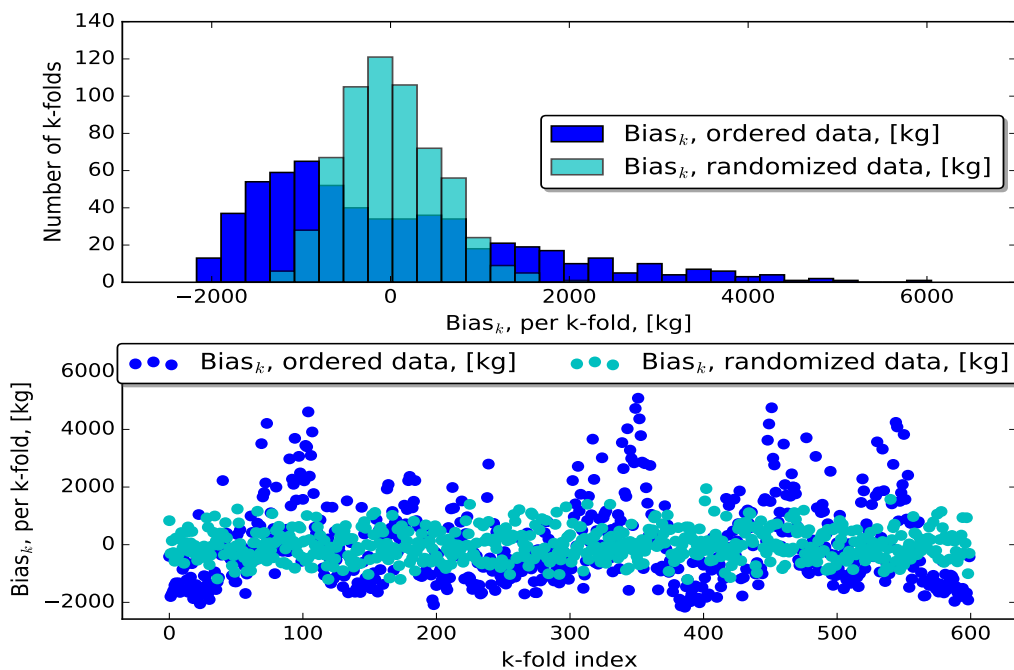 140
120
100
80
60
40
20
0
Number of k-folds
Bias_k, ordered data, [kg]
Bias_k, randomized data, [kg]
−2000 0 2000 4000 6000
Bias_k, per k-fold, [kg]
Bias_k, ordered data, [kg] Bias_k, randomized data, [kg]
6000
4000
2000
0
−2000
Bias_k, per k-fold, [kg]
0 100 200 300 400 500 600
k-fold index